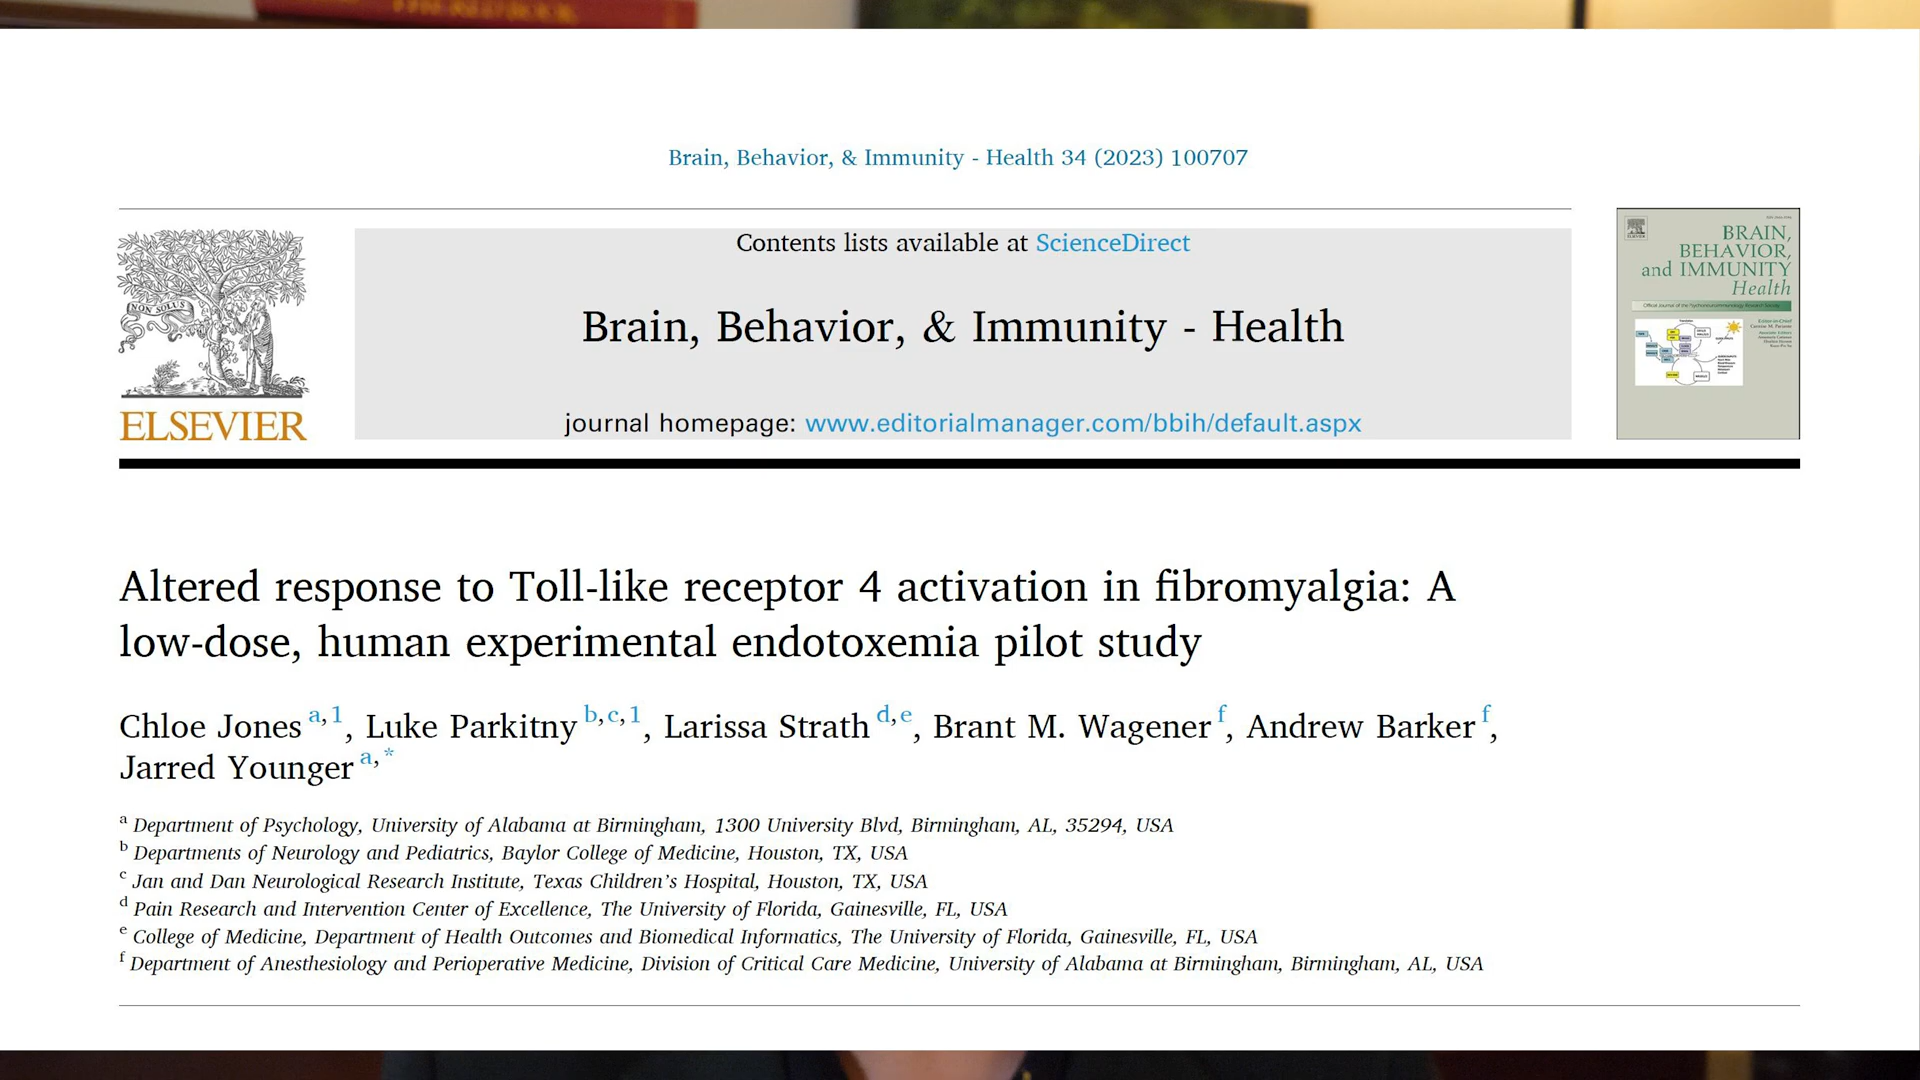 THE RED BOOK
Brain, Behavior, & Immunity - Health 34 (2023) 100707
NON SOLUS
ELSEVIER
Contents lists available at ScienceDirect
Brain, Behavior, & Immunity - Health
journal homepage: www.editorialmanager.com/bbih/default.aspx
BRAIN,
BEHAVIOR,
and IMMUNITY
Health
Altered response to Toll-like receptor 4 activation in fibromyalgia: A
low-dose, human experimental endotoxemia pilot study
Chloe Jones a,1, Luke Parkitny b,c,1, Larissa Strath d,e, Brant M. Wagener f, Andrew Barker f,
Jarred Younger a,*
a Department of Psychology, University of Alabama at Birmingham, 1300 University Blvd, Birmingham, AL, 35294, USA
b Departments of Neurology and Pediatrics, Baylor College of Medicine, Houston, TX, USA
c Jan and Dan Neurological Research Institute, Texas Children's Hospital, Houston, TX, USA
d Pain Research and Intervention Center of Excellence, The University of Florida, Gainesville, FL, USA
e College of Medicine, Department of Health Outcomes and Biomedical Informatics, The University of Florida, Gainesville, FL, USA
f Department of Anesthesiology and Perioperative Medicine, Division of Critical Care Medicine, University of Alabama at Birmingham, Birmingham, AL, USA